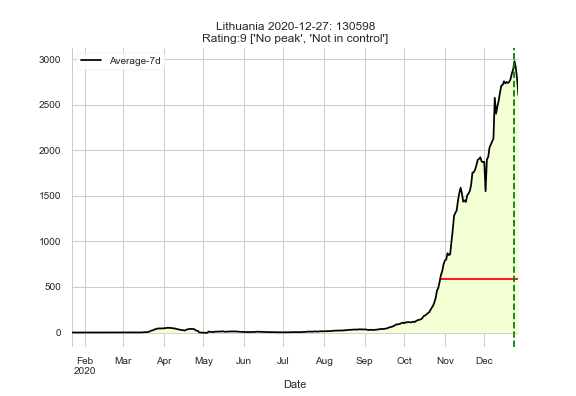 Lithuania 2020-12-27: 130598
Rating:9 ['No peak', 'Not in control']
Average-7d
3000
2500
2000
1500
1000
500
0
Feb Mar Apr May Jun Jul Aug Sep Oct Nov Dec
2020
Date